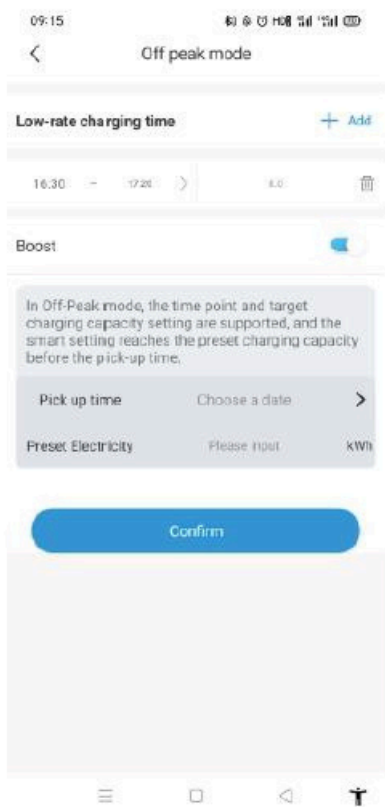 09:15
Off peak mode
Low-rate charging time + Add
16:30 - 17:20 6.0
Boost
In Off-Peak mode, the time point and target
charging capacity setting are supported, and the
smart setting reaches the preset charging capacity
before the pick-up time.
Pick up time Choose a date
Preset Electricity Please input kWh
Confirm